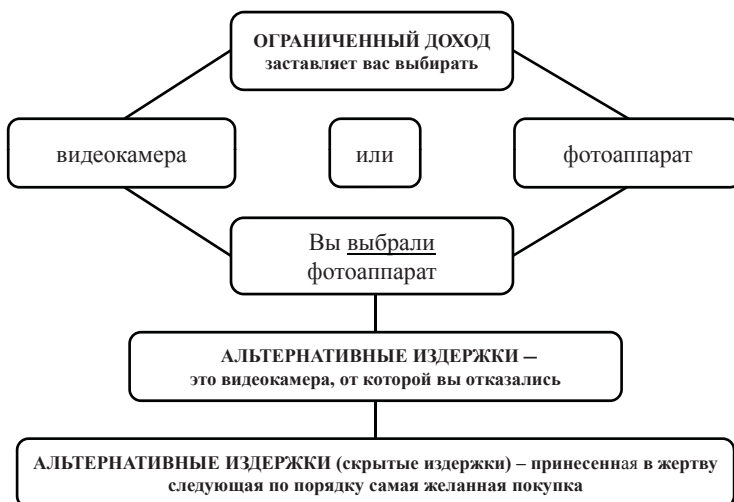 ОГРАНИЧЕННЫЙ ДОХОД
заставляет вас выбирать
видеокамера
или
фотоаппарат
Вы выбрали
фотоаппарат
АЛЬТЕРНАТИВНЫЕ ИЗДЕРЖКИ —
это видеокамера, от которой вы отказались
АЛЬТЕРНАТИВНЫЕ ИЗДЕРЖКИ (скрытые издержки) – принесенная в жертву
следующая по порядку самая желанная покупка